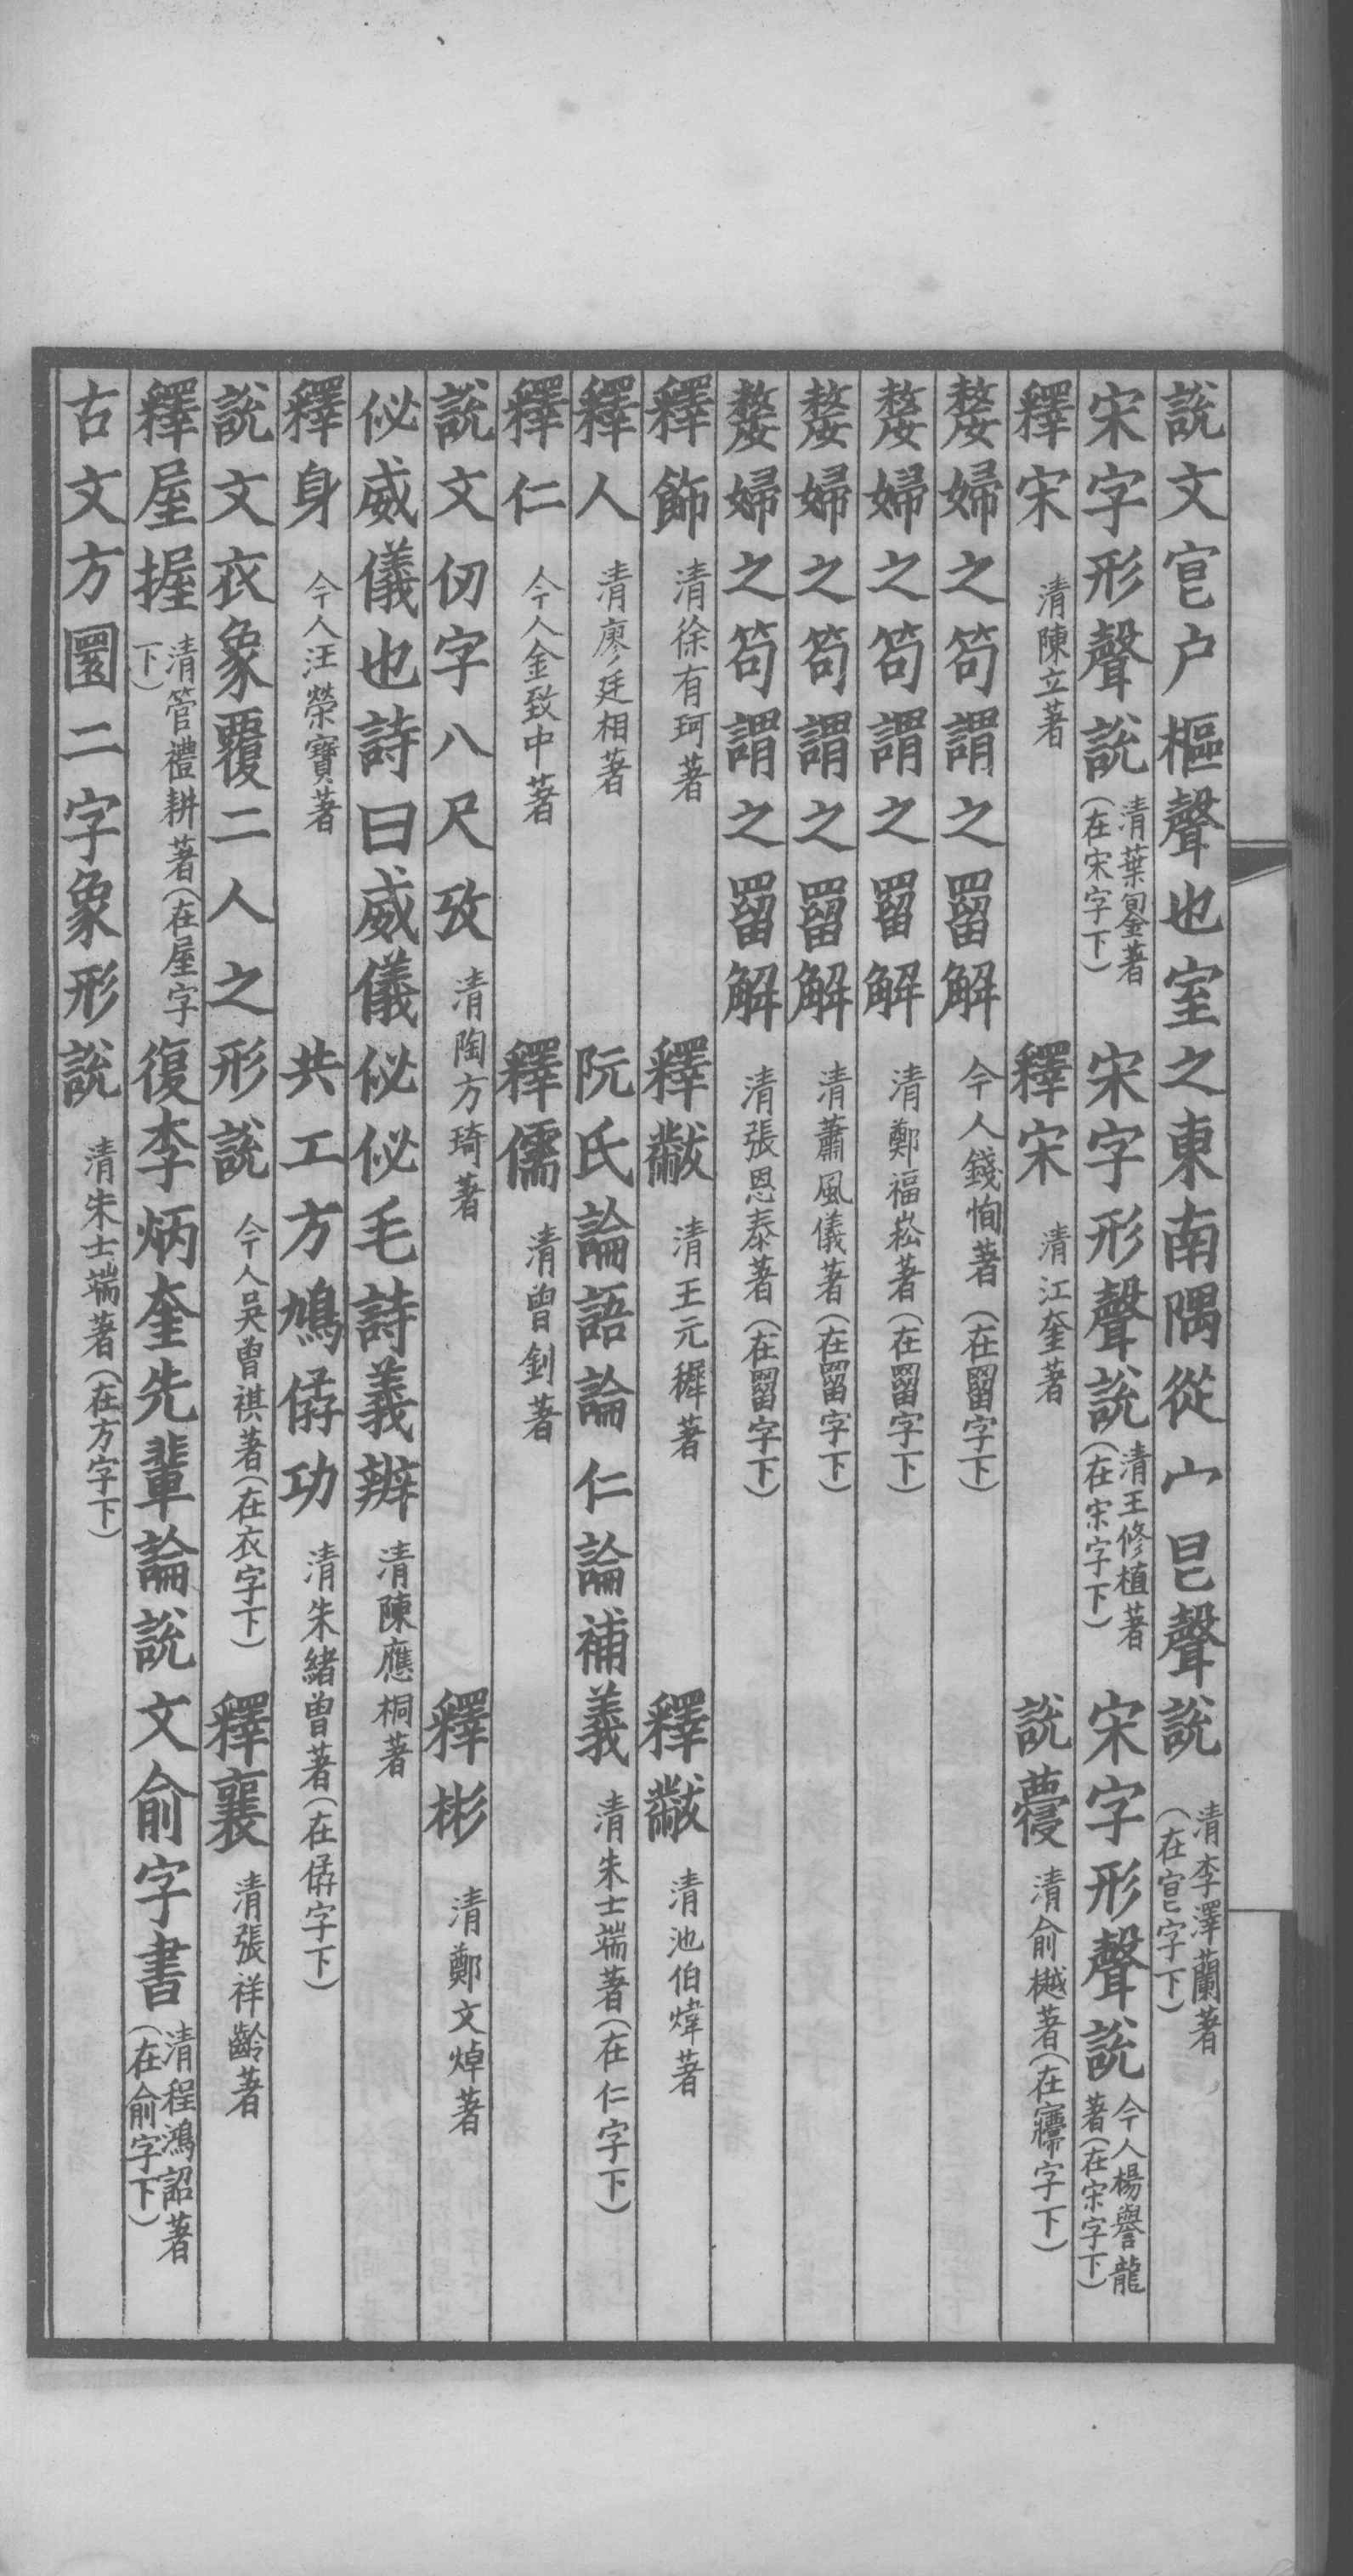 說文㝔户樞聲也室之東南隅從宀㫐聲說 清李澤蘭著(在㝔字下)
宋字形聲說 清葉𠣬金著(在宋字下) 宋字形聲說 清王修植著(在宋字下) 宋字形聲說 今人楊譽龍著(在宋字下)
釋宋 清陳立著 釋宋 清江奎著 說㝱 清俞樾著(在寱字下)
嫠婦之笱謂之罶解 今人錢恂著(在罶字下)
嫠婦之笱謂之罶解 清鄭福崧著(在罶字下)
嫠婦之笱謂之罶解 清蕭風儀著(在罶字下)
嫠婦之笱謂之罶解 清張恩泰著(在罶字下)
釋飾 清徐有珂著 釋黻 清王元穉著 釋黻 清池伯煒著
釋人 清廖廷相著 阮氏論語論仁論補義 清朱士端著(在仁字下)
釋仁 今人金致中著 釋儒 清曾釗著
說文仞字八尺攷 清陶方琦著 釋彬 清鄭文焯著
佖威儀也詩曰威儀佖佖毛詩義辨 清陳應桐著
釋身 今人汪榮寶著 共工方鳩僝功 清朱緒曾著(在僝字下)
說文衣象覆二人之形說 今人吳曾祺著(在衣字下) 釋襄 清張祥齡著
釋屋握 清管禮耕著(在屋字下) 復李炳奎先輩論說文俞字書 清程鴻詔著(在俞字下)
古文方圜二字象形說 清朱士端著(在方字下)